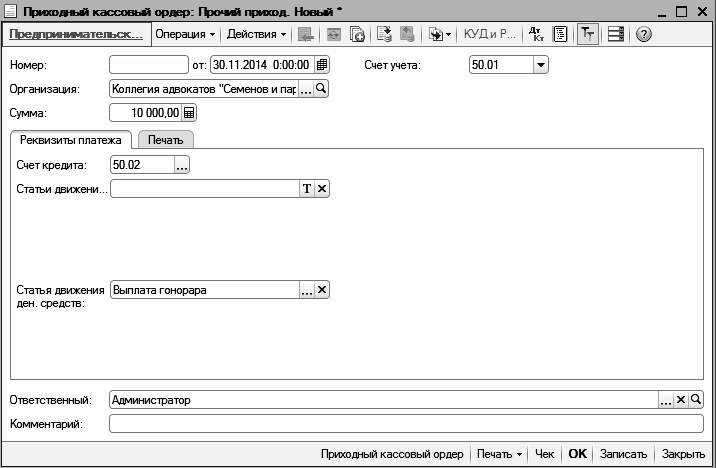 Приходный кассовый ордер: Прочий приход. Новый *
Предпринимательск... Операция Действия КУД и Р... Дт Кт Тт
Номер: от: 30.11.2014 0:00:00 Счет учета: 50.01
Организация: Коллегия адвокатов "Семенов и пар ...
Сумма: 10 000,00
Реквизиты платежа Печать
Счет кредита: 50.02 ...
Статьи движени... T
Статья движения
ден. средств: Выплата гонорара ...
Ответственный: Администратор ...
Комментарий:
Приходный кассовый ордер Печать Чек OK Записать Закрыть